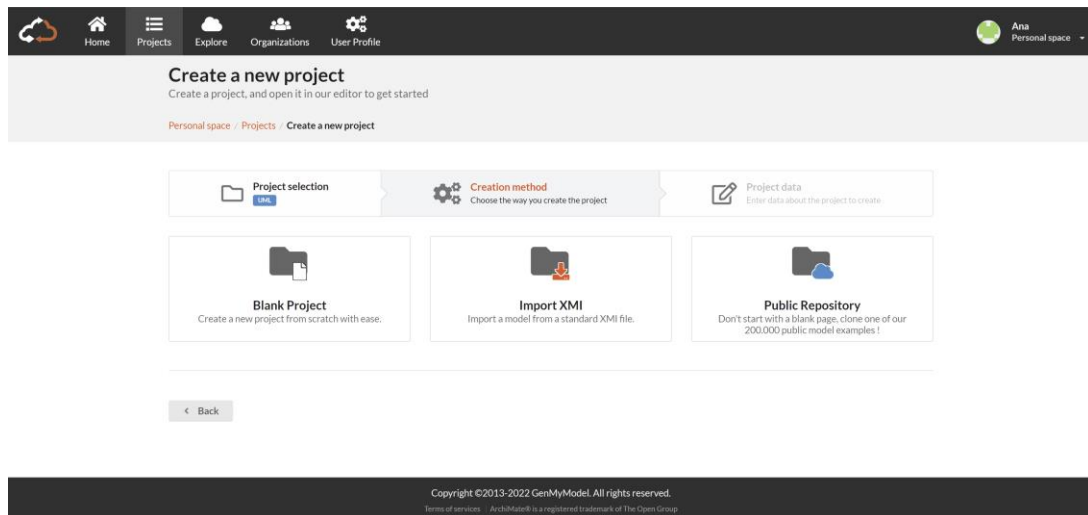 Home
Projects
Explore
Organizations
User Profile
Ana
Personal space
Create a new project
Create a project, and open it in our editor to get started
Personal space / Projects / Create a new project
Project selection
UML
Creation method
Choose the way you create the project
Project data
Enter data about the project to create
Blank Project
Create a new project from scratch with ease.
Import XMI
Import a model from a standard XMI file.
Public Repository
Don't start with a blank page, clone one of our
200.000 public model examples !
< Back
Copyright ©2013-2022 GenMyModel. All rights reserved.
Terms of services | ArchiMate® is a registered trademark of The Open Group